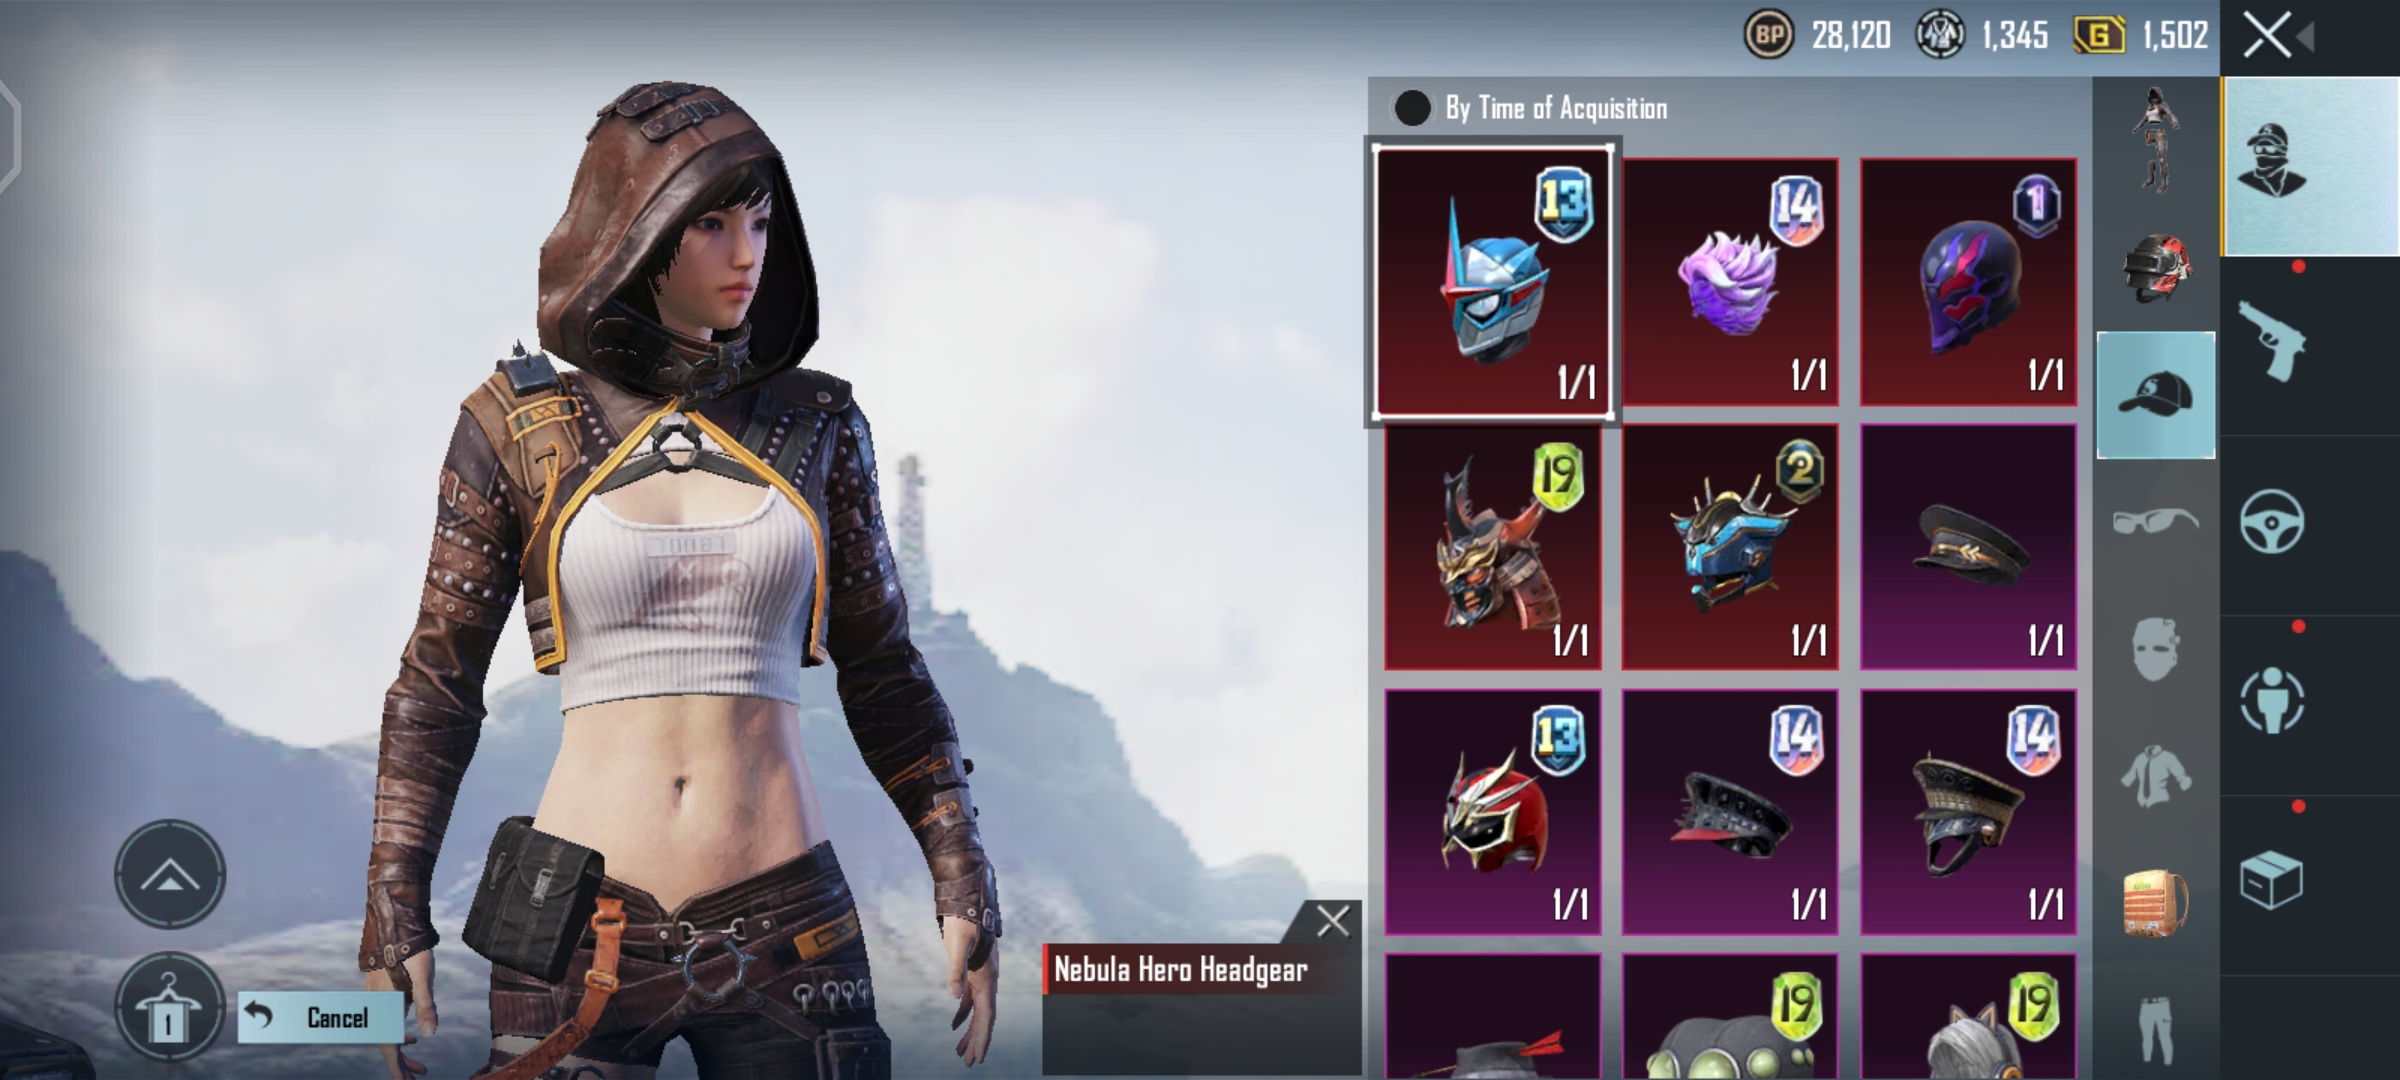 BP 28,120 1,345 G 1,502
By Time of Acquisition
13 14 1
1/1 1/1 1/1
19 2
1/1 1/1 1/1
13 14 14
1/1 1/1 1/1
19 19
Nebula Hero Headgear
1
Cancel